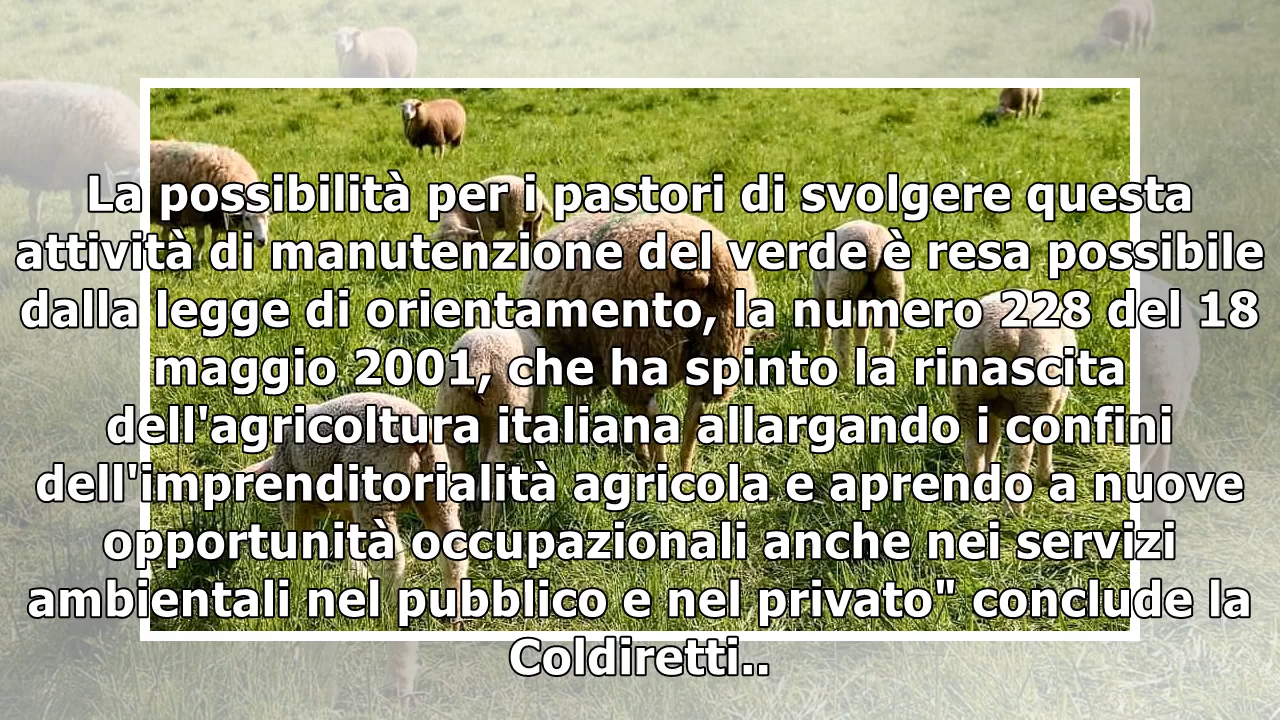 La possibilità per i pastori di svolgere questa
attività di manutenzione del verde è resa possibile
dalla legge di orientamento, la numero 228 del 18
maggio 2001, che ha spinto la rinascita
dell'agricoltura italiana allargando i confini
dell'imprenditorialità agricola e aprendo a nuove
opportunità occupazionali anche nei servizi
ambientali nel pubblico e nel privato" conclude la
Coldiretti..